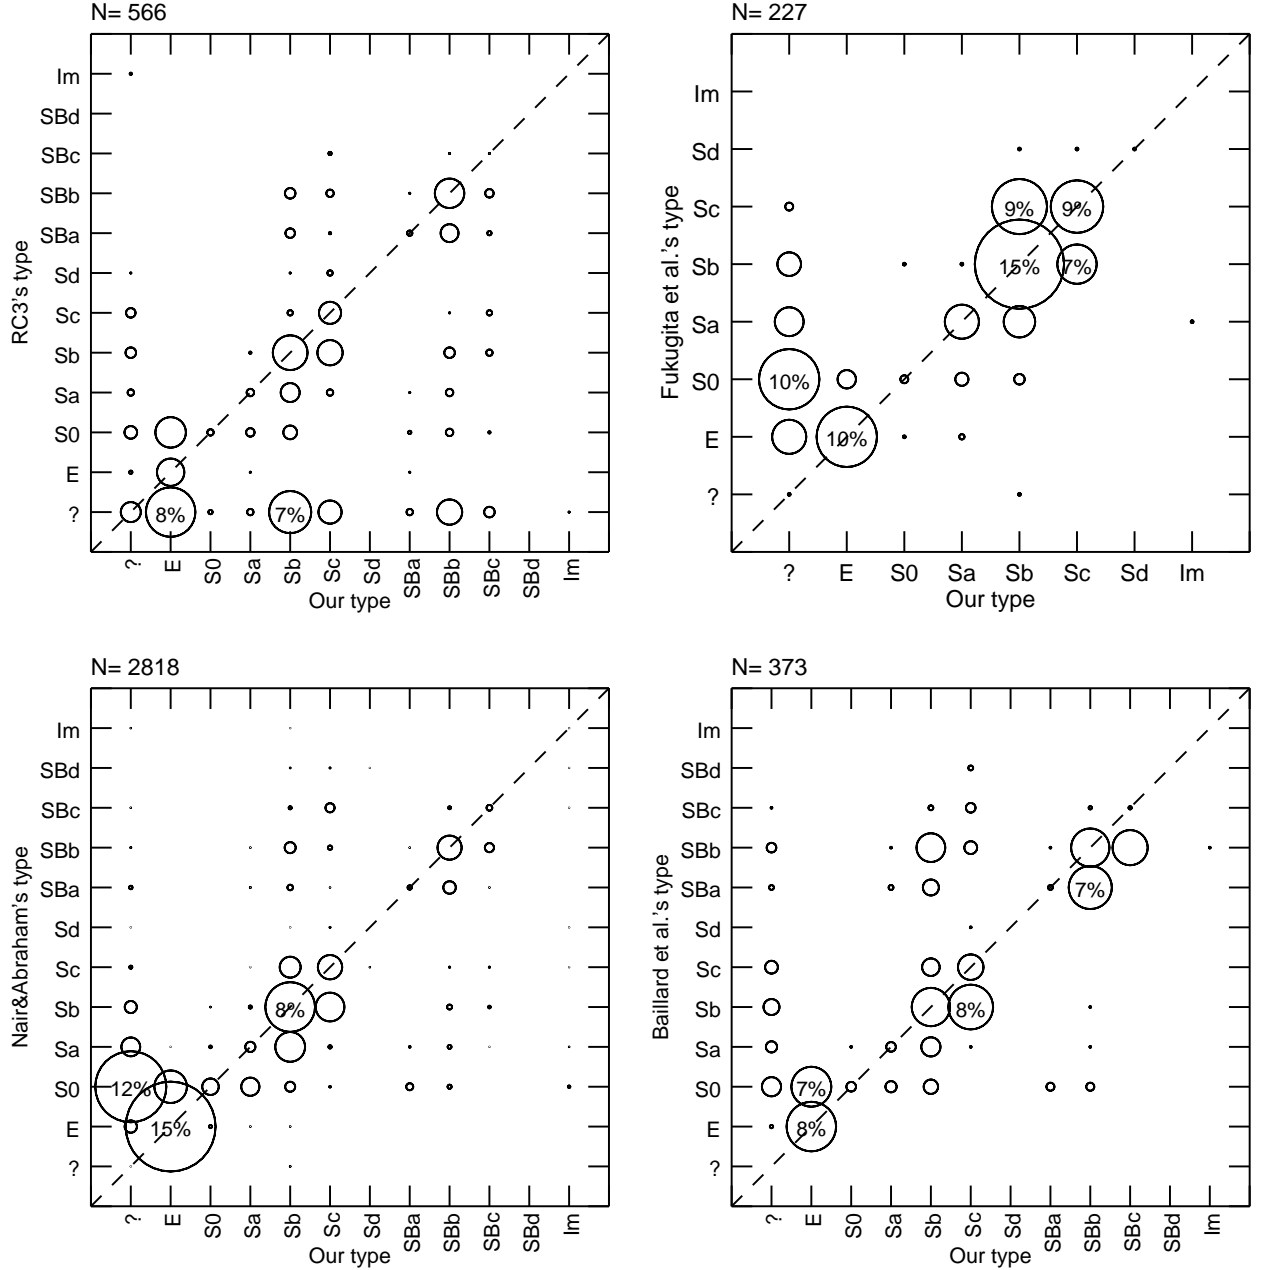 N= 566
Im
SBd
SBc
SBb
SBa
Sd
Sc
Sb
Sa
S0
E
?
RC3's type
8%
7%
? E S0 Sa Sb Sc Sd SBa SBb SBc SBd Im
Our type
N= 227
Im
Sd
Sc
Sb
Sa
S0
E
?
Fukugita et al.'s type
9% 9%
15% 7%
10%
10%
? E S0 Sa Sb Sc Sd Im
Our type
N= 2818
Im
SBd
SBc
SBb
SBa
Sd
Sc
Sb
Sa
S0
E
?
Nair&Abraham's type
8%
12%
15%
? E S0 Sa Sb Sc Sd SBa SBb SBc SBd Im
Our type
N= 373
Im
SBd
SBc
SBb
SBa
Sd
Sc
Sb
Sa
S0
E
?
Baillard et al.'s type
7%
8%
7%
8%
? E S0 Sa Sb Sc Sd SBa SBb SBc SBd Im
Our type